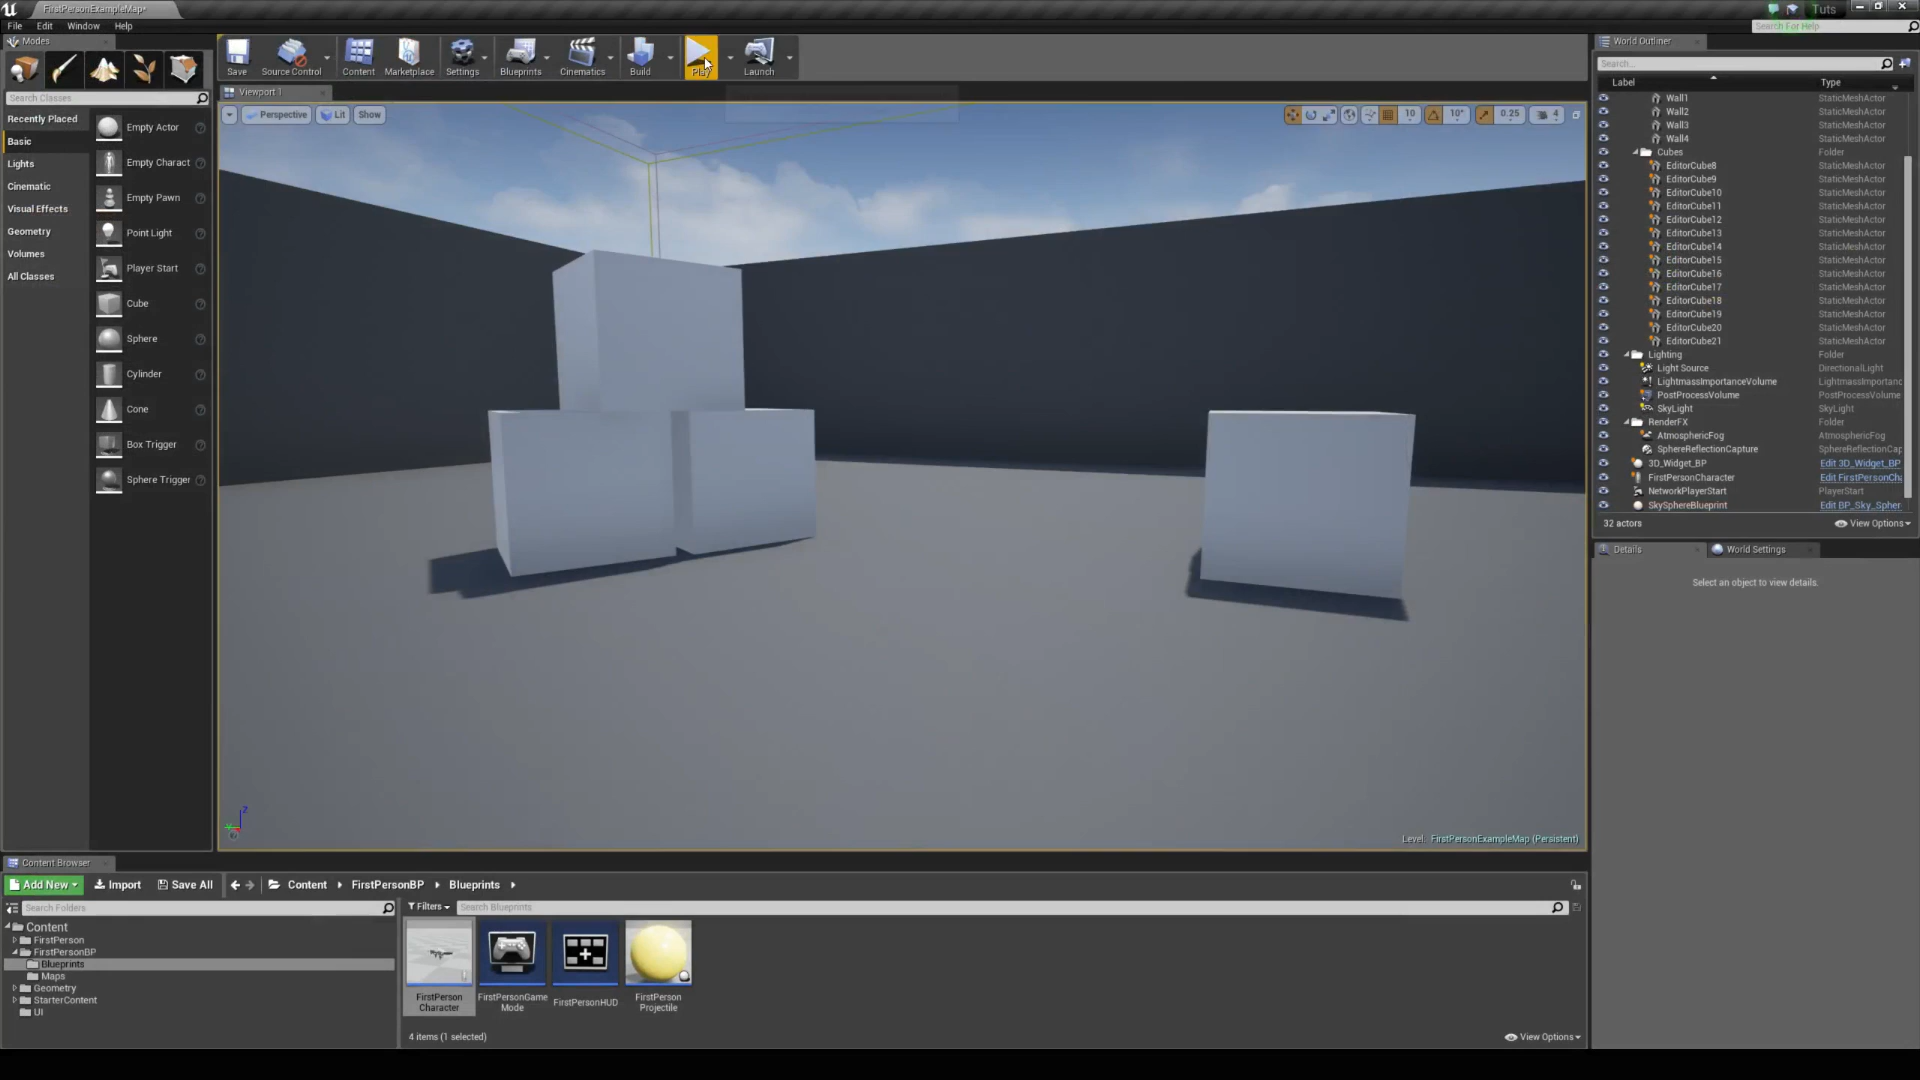 FirstPersonExampleMap*
Tuts
File Edit Window Help
Search For Help
Modes
Search Classes
Recently Placed
Basic
Lights
Cinematic
Visual Effects
Geometry
Volumes
All Classes
Empty Actor
Empty Charact
Empty Pawn
Point Light
Player Start
Cube
Sphere
Cylinder
Cone
Box Trigger
Sphere Trigger
Save Source Control Content Marketplace Settings Blueprints Cinematics Build Play Launch
Viewport 1
Perspective Lit Show
10 10° 0.25 4
Level: FirstPersonExampleMap (Persistent)
World Outliner
Search...
Label Type
Wall1 StaticMeshActor
Wall2 StaticMeshActor
Wall3 StaticMeshActor
Wall4 StaticMeshActor
Cubes Folder
EditorCube8 StaticMeshActor
EditorCube9 StaticMeshActor
EditorCube10 StaticMeshActor
EditorCube11 StaticMeshActor
EditorCube12 StaticMeshActor
EditorCube13 StaticMeshActor
EditorCube14 StaticMeshActor
EditorCube15 StaticMeshActor
EditorCube16 StaticMeshActor
EditorCube17 StaticMeshActor
EditorCube18 StaticMeshActor
EditorCube19 StaticMeshActor
EditorCube20 StaticMeshActor
EditorCube21 StaticMeshActor
Lighting Folder
Light Source DirectionalLight
LightmassImportanceVolume LightmassImportanc
PostProcessVolume PostProcessVolume
SkyLight SkyLight
RenderFX Folder
AtmosphericFog AtmosphericFog
SphereReflectionCapture SphereReflectionCap
3D_Widget_BP Edit 3D_Widget_BP
FirstPersonCharacter Edit FirstPersonCha
NetworkPlayerStart PlayerStart
SkySphereBlueprint Edit BP_Sky_Spher
32 actors View Options
Details World Settings
Select an object to view details.
Content Browser
Add New Import Save All Content FirstPersonBP Blueprints
Search Folders
Filters Search Blueprints
Content
FirstPerson
FirstPersonBP
Blueprints
Maps
Geometry
StarterContent
UI
FirstPerson
Character
FirstPersonGame
Mode
FirstPersonHUD
FirstPerson
Projectile
4 items (1 selected) View Options